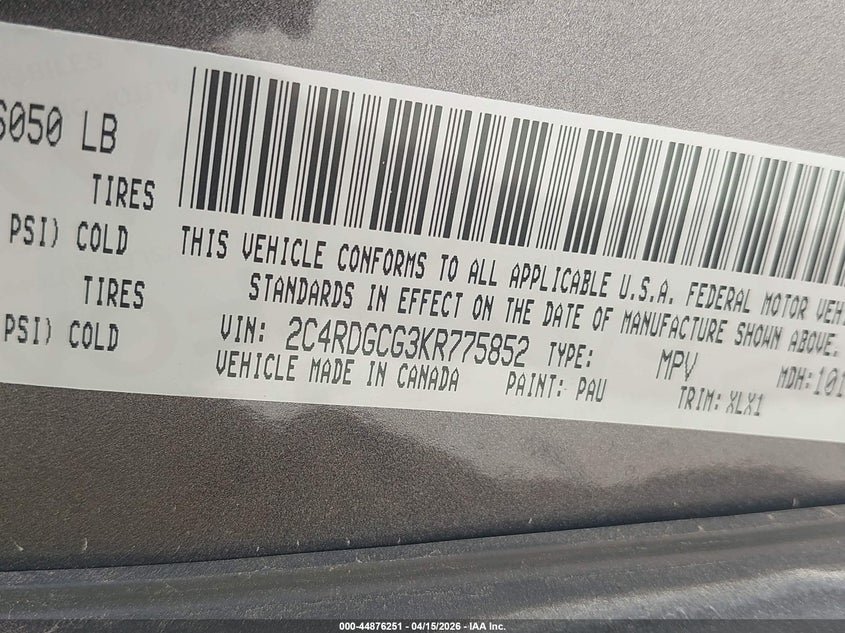 6050 LB
TIRES
PSI) COLD
TIRES
PSI) COLD
THIS VEHICLE CONFORMS TO ALL APPLICABLE U.S.A. FEDERAL MOTOR VEHI
STANDARDS IN EFFECT ON THE DATE OF MANUFACTURE SHOWN ABOVE.
VIN: 2C4RDGCG3KR775852 TYPE: MPV MDH:101
VEHICLE MADE IN CANADA PAINT: PAU TRIM: XLX1
000-44876251 - 04/15/2026 - IAA Inc.